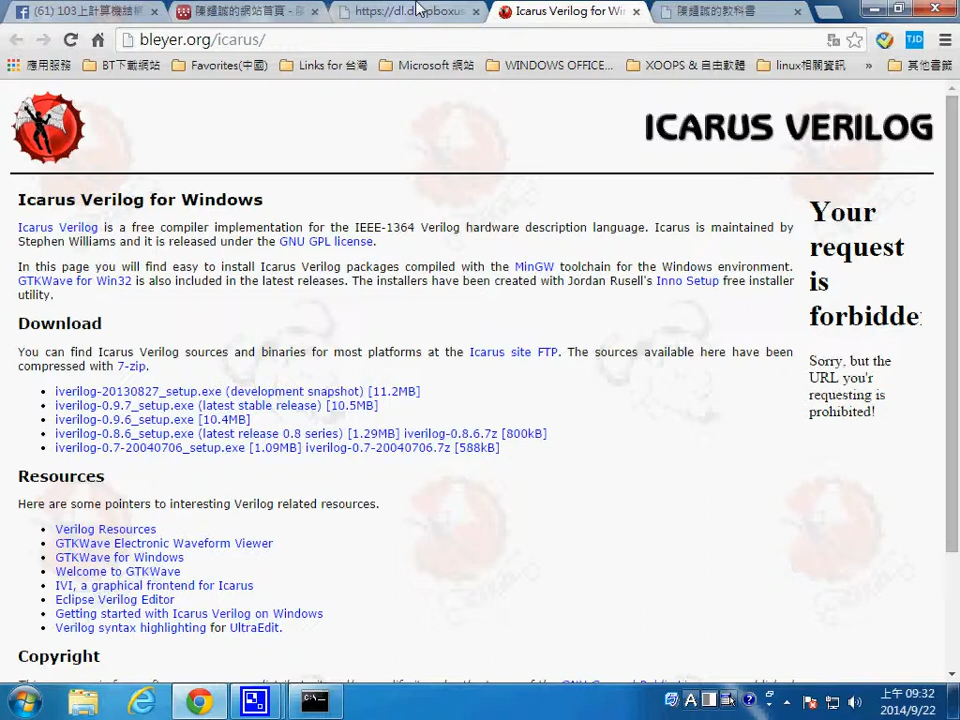 (61) 103上計算機結構
陳鍾誠的網站首頁 -
https://dl.dropboxus
Icarus Verilog for Win
陳鍾誠的教科書
bleyer.org/icarus/
TJD
應用服務
BT下載網站
Favorites(中國)
Links for 台灣
Microsoft 網站
WINDOWS OFFICE...
XOOPS & 自由軟體
linux相關資訊
»
其他書籤
ICARUS VERILOG
Icarus Verilog for Windows
Icarus Verilog is a free compiler implementation for the IEEE-1364 Verilog hardware description language. Icarus is maintained by
Stephen Williams and it is released under the GNU GPL license.
In this page you will find easy to install Icarus Verilog packages compiled with the MinGW toolchain for the Windows environment.
GTKWave for Win32 is also included in the latest releases. The installers have been created with Jordan Rusell's Inno Setup free installer
utility.
Download
You can find Icarus Verilog sources and binaries for most platforms at the Icarus site FTP. The sources available here have been
compressed with 7-zip.
iverilog-20130827_setup.exe (development snapshot) [11.2MB]
iverilog-0.9.7_setup.exe (latest stable release) [10.5MB]
iverilog-0.9.6_setup.exe [10.4MB]
iverilog-0.8.6_setup.exe (latest release 0.8 series) [1.29MB] iverilog-0.8.6.7z [800kB]
iverilog-0.7-20040706_setup.exe [1.09MB] iverilog-0.7-20040706.7z [588kB]
Resources
Here are some pointers to interesting Verilog related resources.
Verilog Resources
GTKWave Electronic Waveform Viewer
GTKWave for Windows
Welcome to GTKWave
IVI, a graphical frontend for Icarus
Eclipse Verilog Editor
Getting started with Icarus Verilog on Windows
Verilog syntax highlighting for UltraEdit.
Copyright
Your
request
is
forbidde
Sorry, but the
URL you'r
requesting is
prohibited!
A
上午 09:32
2014/9/22